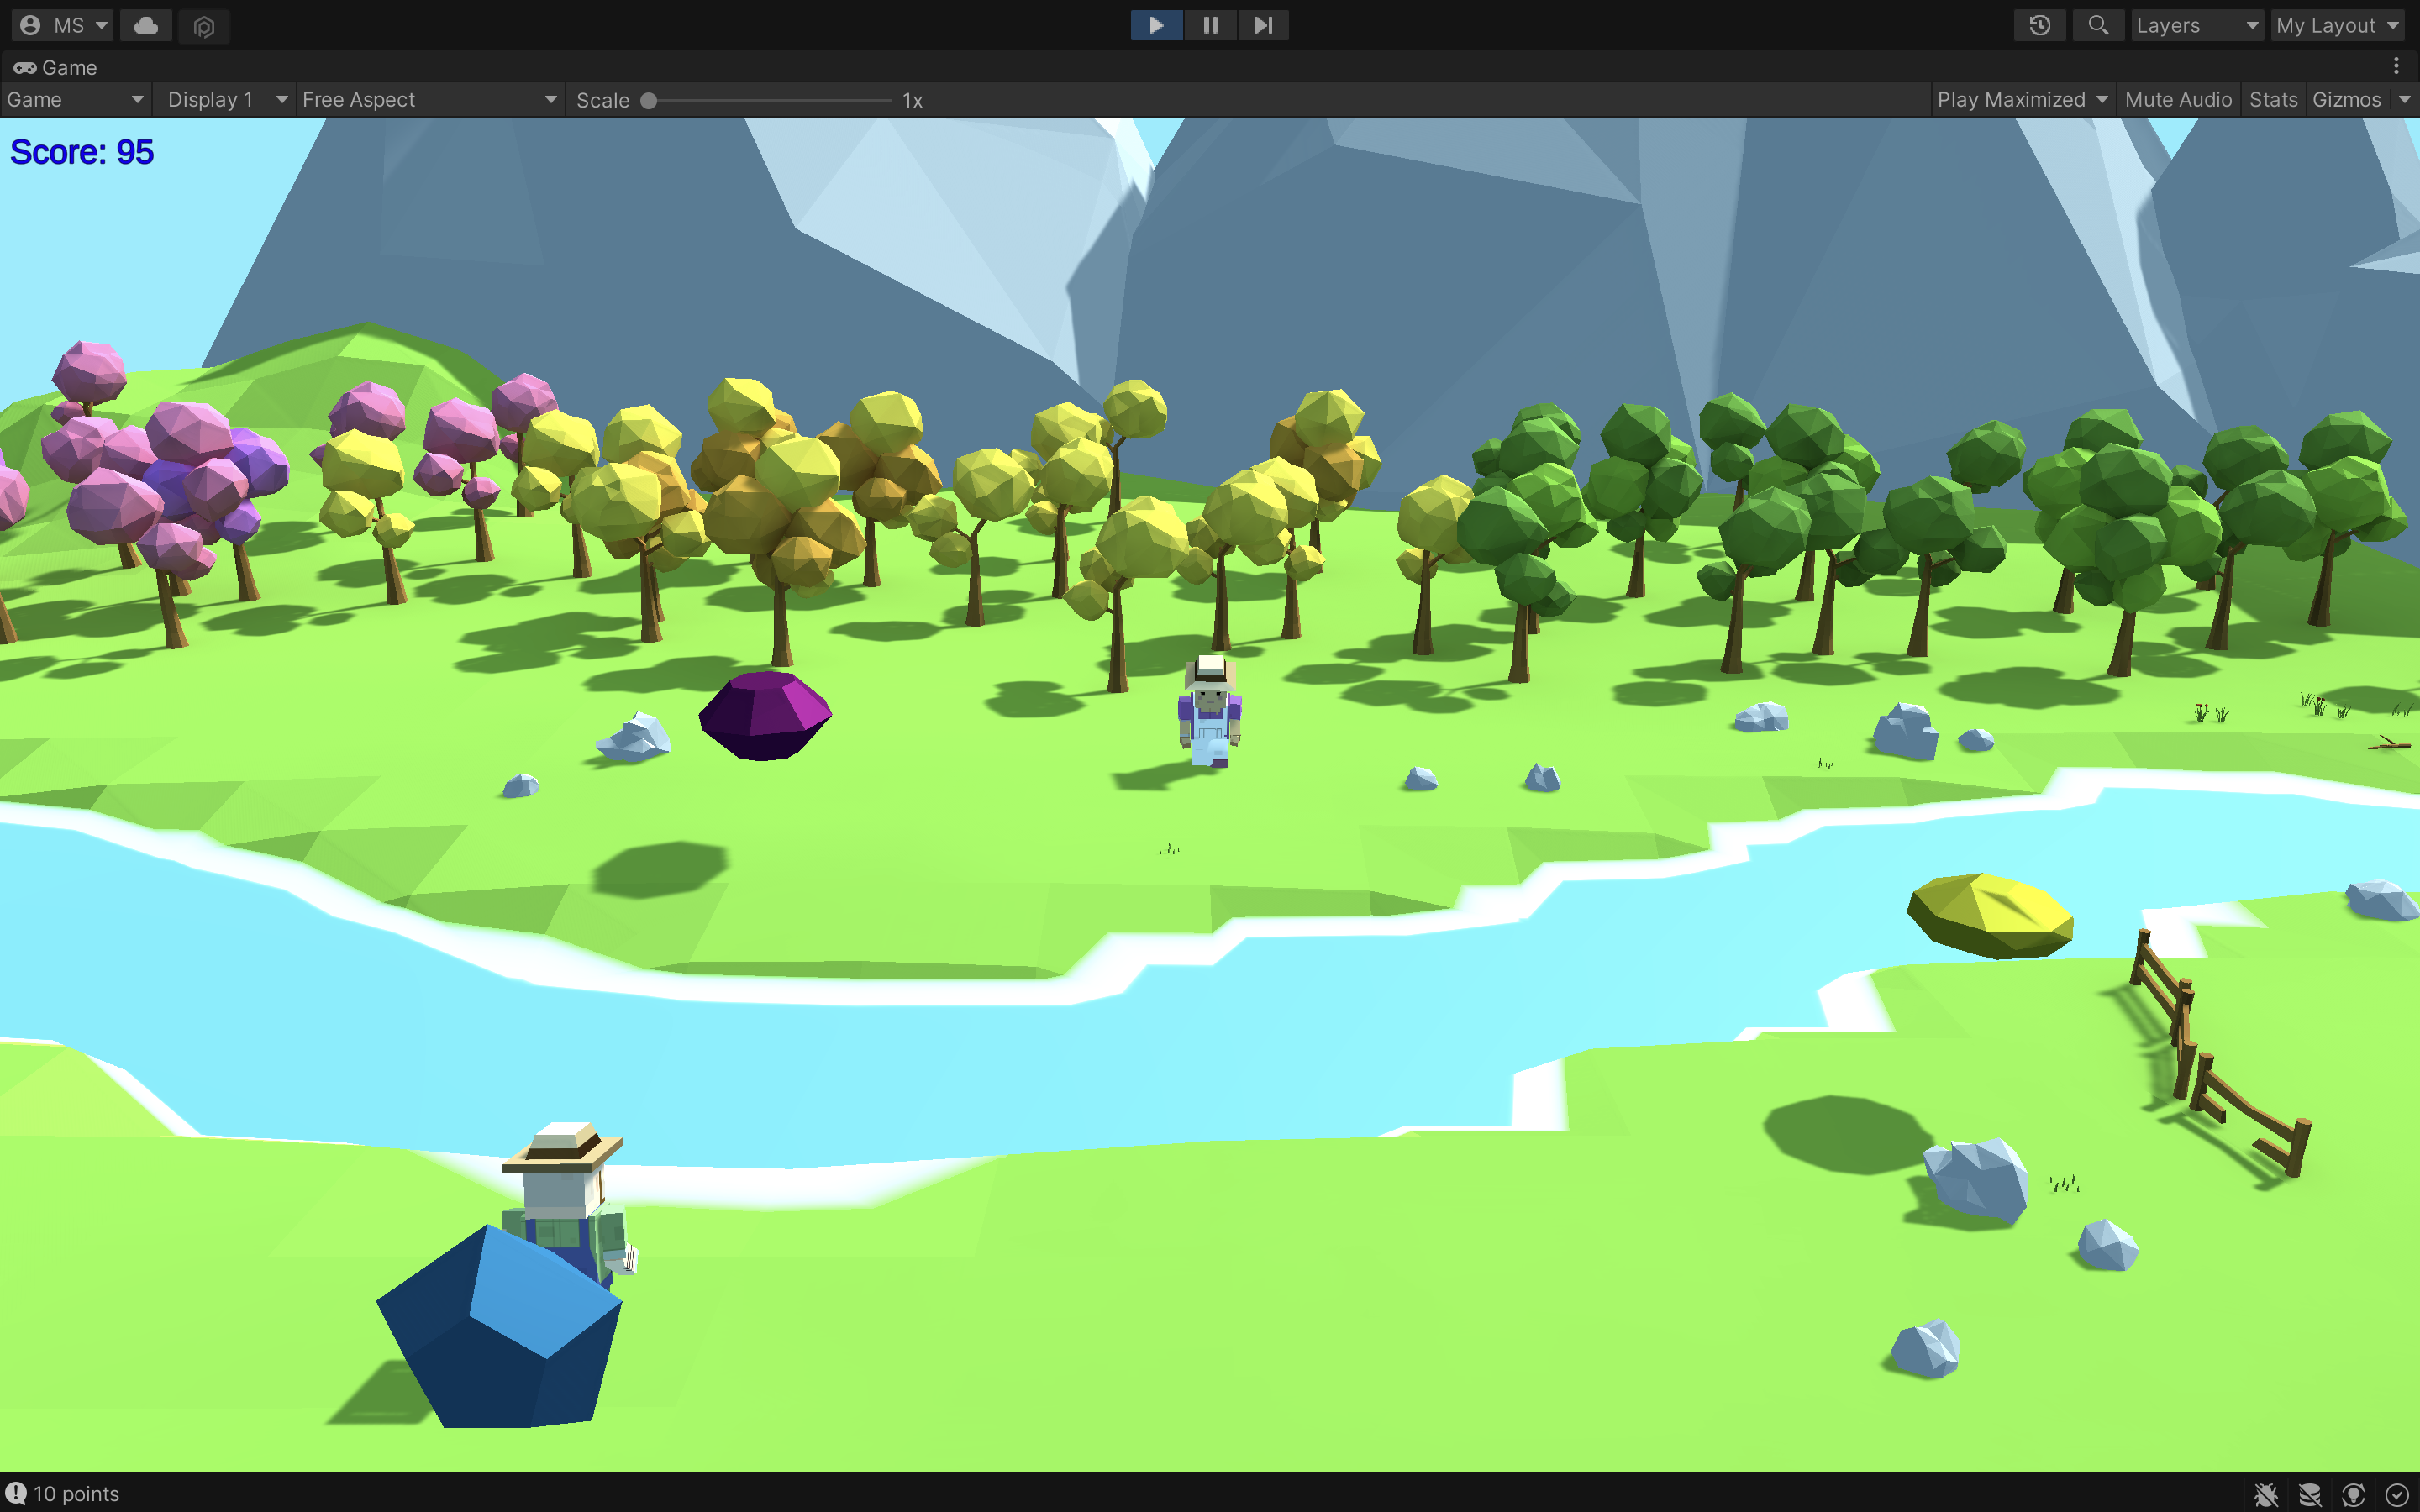 MS
Layers
My Layout
Game
Game
Display 1
Free Aspect
Scale
1x
Play Maximized
Mute Audio
Stats
Gizmos
Score: 95
10 points